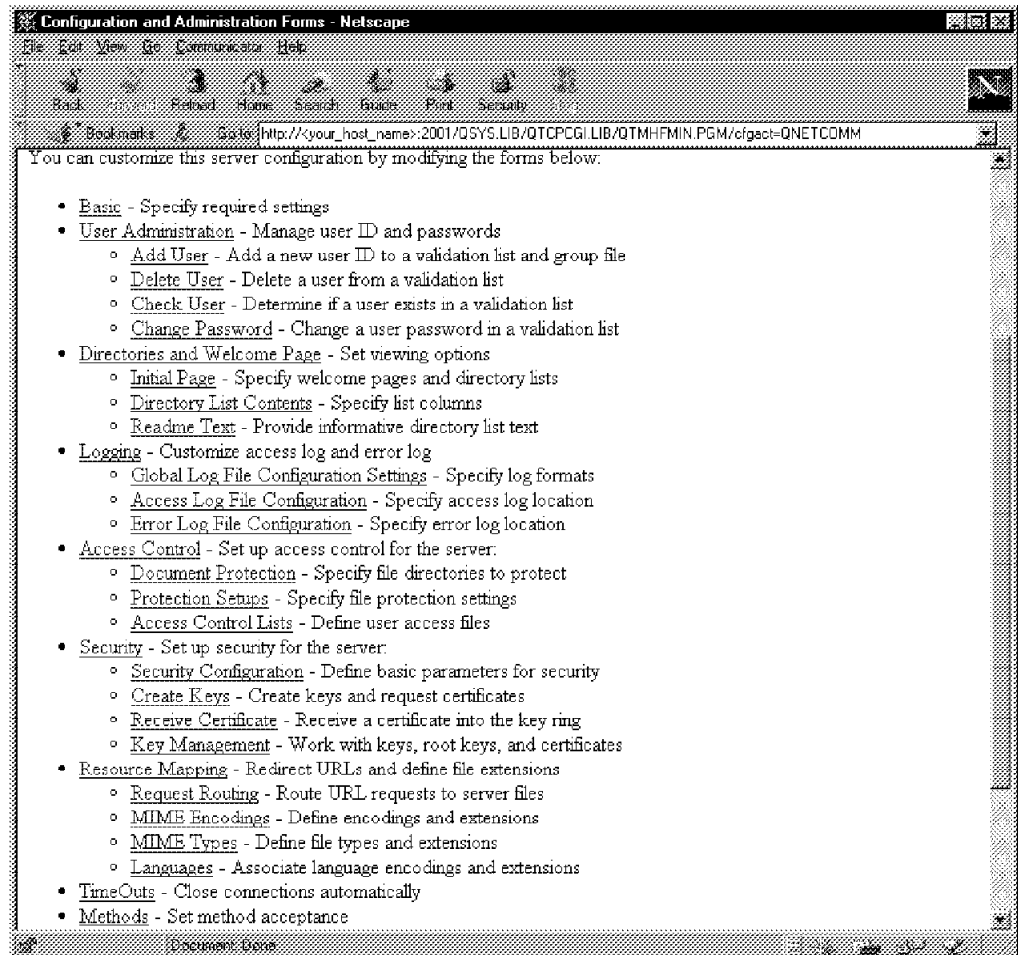 Configuration and Administration Forms - Netscape
File Edit View Go Communicator Help
Back Forward Reload Home Search Guide Print Security
Bookmarks Go to: http://<your_host_name>:2001/QSYS.LIB/QTCPCGI.LIB/QTMHFMIN.PGM/cfgact=QNETCOMM
You can customize this server configuration by modifying the forms below:
• Basic - Specify required settings
• User Administration - Manage user ID and passwords
° Add User - Add a new user ID to a validation list and group file
° Delete User - Delete a user from a validation list
° Check User - Determine if a user exists in a validation list
° Change Password - Change a user password in a validation list
• Directories and Welcome Page - Set viewing options
° Initial Page - Specify welcome pages and directory lists
° Directory List Contents - Specify list columns
° Readme Text - Provide informative directory list text
• Logging - Customize access log and error log
° Global Log File Configuration Settings - Specify log formats
° Access Log File Configuration - Specify access log location
° Error Log File Configuration - Specify error log location
• Access Control - Set up access control for the server:
° Document Protection - Specify file directories to protect
° Protection Setups - Specify file protection settings
° Access Control Lists - Define user access files
• Security - Set up security for the server:
° Security Configuration - Define basic parameters for security
° Create Keys - Create keys and request certificates
° Receive Certificate - Receive a certificate into the key ring
° Key Management - Work with keys, root keys, and certificates
• Resource Mapping - Redirect URLs and define file extensions
° Request Routing - Route URL requests to server files
° MIME Encodings - Define encodings and extensions
° MIME Types - Define file types and extensions
° Languages - Associate language encodings and extensions
• TimeOuts - Close connections automatically
• Methods - Set method acceptance
Document: Done